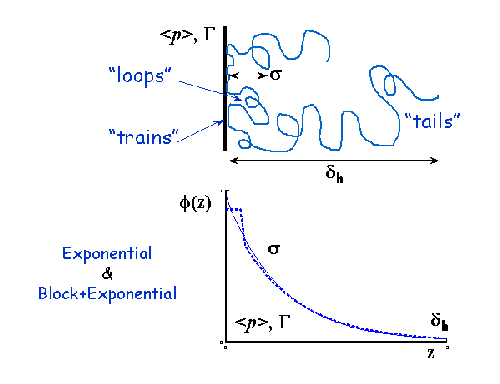 <p>, Γ
"loops"
σ
"trains"
"tails"
δh
ϕ(z)
Exponential
&
Block+Exponential
σ
<p>, Γ
δh
z